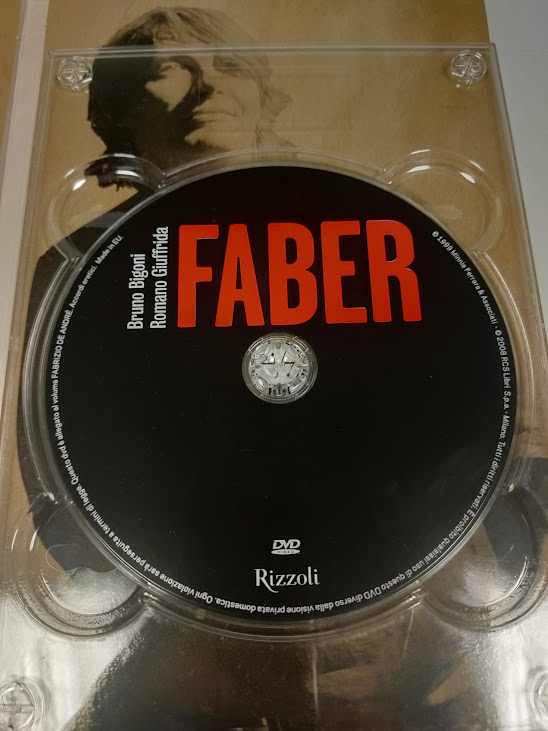 Bruno Bigoni
Romano Giuffrida
FABER
© 1999 Minnie Ferrara & Associati - © 2008 RCS Libri S.p.a. - Milano. Tutti i diritti riservati. È proibito qualsiasi uso di questo DVD diverso dalla visione privata domestica. Ogni violazione sarà perseguita a termini di legge. Questo dvd è allegato al volume FABRIZIO DE ANDRÉ. Accordi eretici. Made in EU.
DVD
VIDEO
Rizzoli